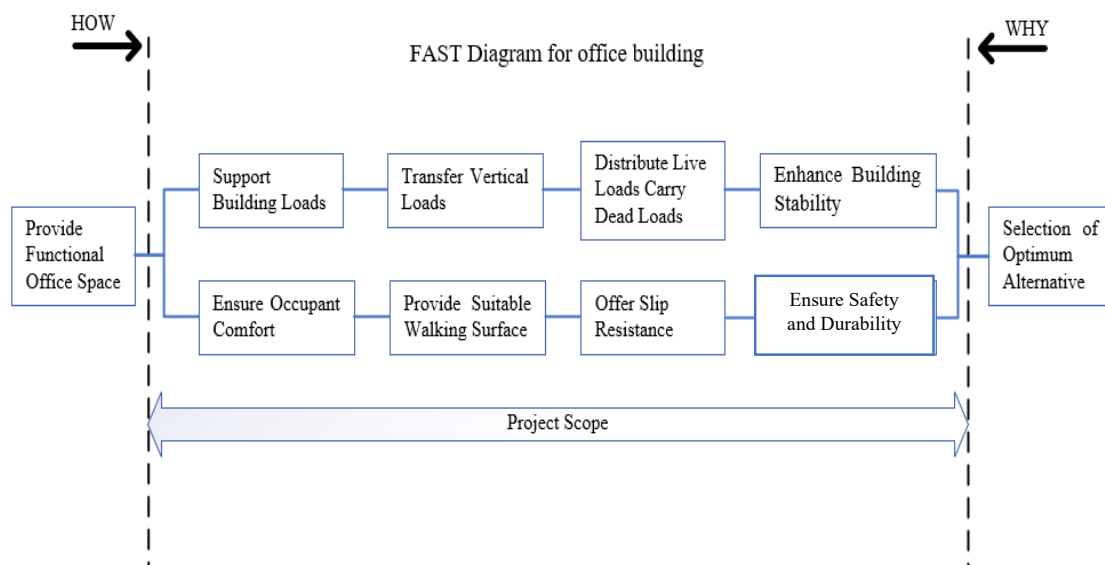 HOW
WHY
FAST Diagram for office building
Support
Building Loads
Transfer Vertical
Loads
Distribute Live
Loads Carry
Dead Loads
Enhance Building
Stability
Provide
Functional
Office Space
Selection of
Optimum
Alternative
Ensure Occupant
Comfort
Provide Suitable
Walking Surface
Offer Slip
Resistance
Ensure Safety
and Durability
Project Scope